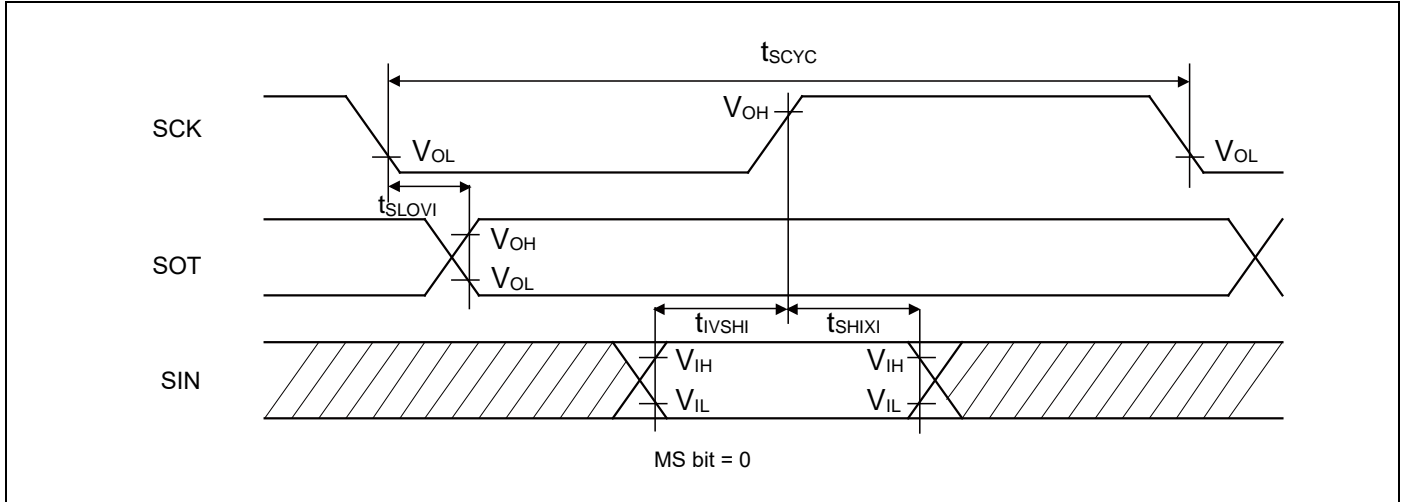 tSCYC
SCK
VOH
VOL
VOL
tSLOVI
SOT
VOH
VOL
tIVSHI
tSHIXI
SIN
VIH
VIH
VIL
VIL
MS bit = 0